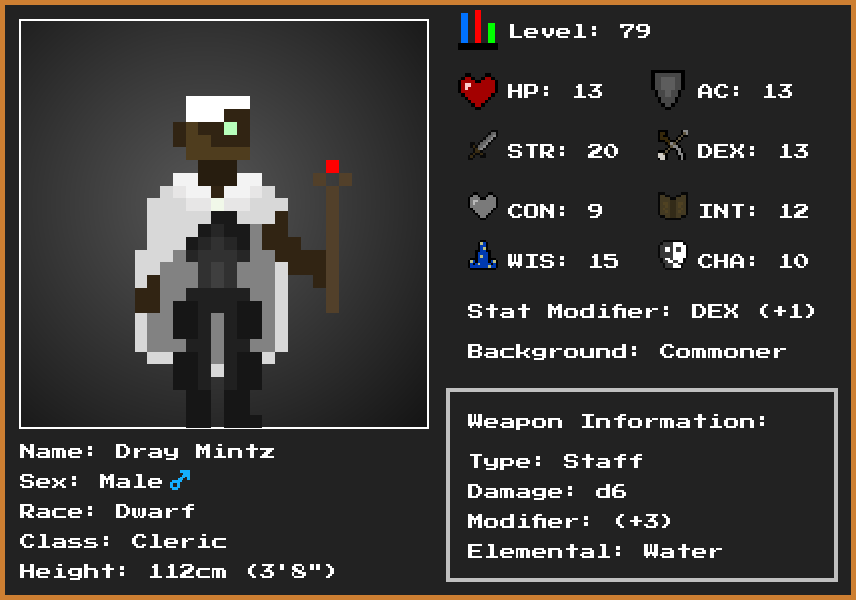 Level: 79
HP: 13 AC: 13
STR: 20 DEX: 13
CON: 9 INT: 12
WIS: 15 CHA: 10
Stat Modifier: DEX (+1)
Background: Commoner
Weapon Information:
Type: Staff
Damage: d6
Modifier: (+3)
Elemental: Water
Name: Dray Mintz
Sex: Male ♂
Race: Dwarf
Class: Cleric
Height: 112cm (3'8")